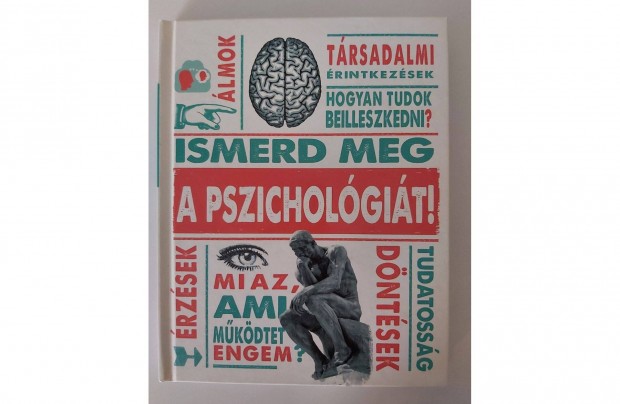 ÁLMOK
TÁRSADALMI
ÉRINTKEZÉSEK
HOGYAN TUDOK
BEILLESZKEDNI?
ISMERD MEG
A PSZICHOLÓGIÁT!
ÉRZÉSEK
MI AZ,
AMI
MŰKÖDTET
ENGEM?
DÖNTÉSEK
TUDATOSSÁG